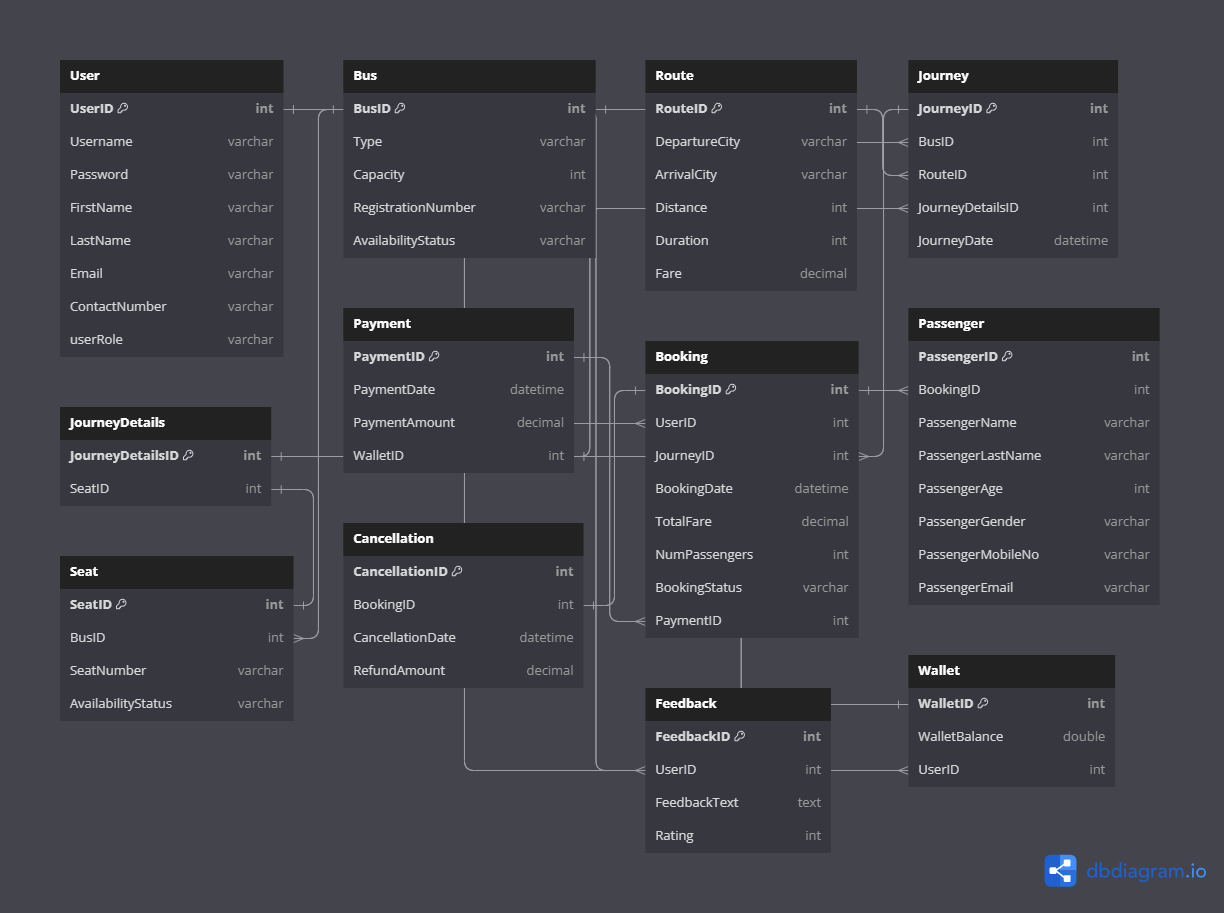 User
UserID int
Username varchar
Password varchar
FirstName varchar
LastName varchar
Email varchar
ContactNumber varchar
userRole varchar
Bus
BusID int
Type varchar
Capacity int
RegistrationNumber varchar
AvailabilityStatus varchar
Route
RouteID int
DepartureCity varchar
ArrivalCity varchar
Distance int
Duration int
Fare decimal
Journey
JourneyID int
BusID int
RouteID int
JourneyDetailsID int
JourneyDate datetime
Payment
PaymentID int
PaymentDate datetime
PaymentAmount decimal
WalletID int
Booking
BookingID int
UserID int
JourneyID int
BookingDate datetime
TotalFare decimal
NumPassengers int
BookingStatus varchar
PaymentID int
Passenger
PassengerID int
BookingID int
PassengerName varchar
PassengerLastName varchar
PassengerAge int
PassengerGender varchar
PassengerMobileNo varchar
PassengerEmail varchar
JourneyDetails
JourneyDetailsID int
SeatID int
Seat
SeatID int
BusID int
SeatNumber varchar
AvailabilityStatus varchar
Cancellation
CancellationID int
BookingID int
CancellationDate datetime
RefundAmount decimal
Feedback
FeedbackID int
UserID int
FeedbackText text
Rating int
Wallet
WalletID int
WalletBalance double
UserID int
dbdiagram.io